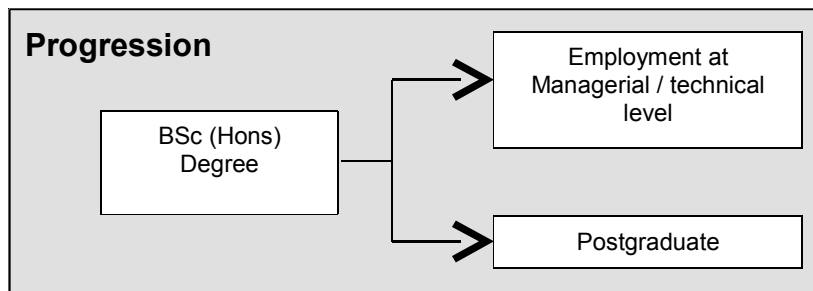 Progression
BSc (Hons)
Degree
Employment at
Managerial / technical
level
Postgraduate